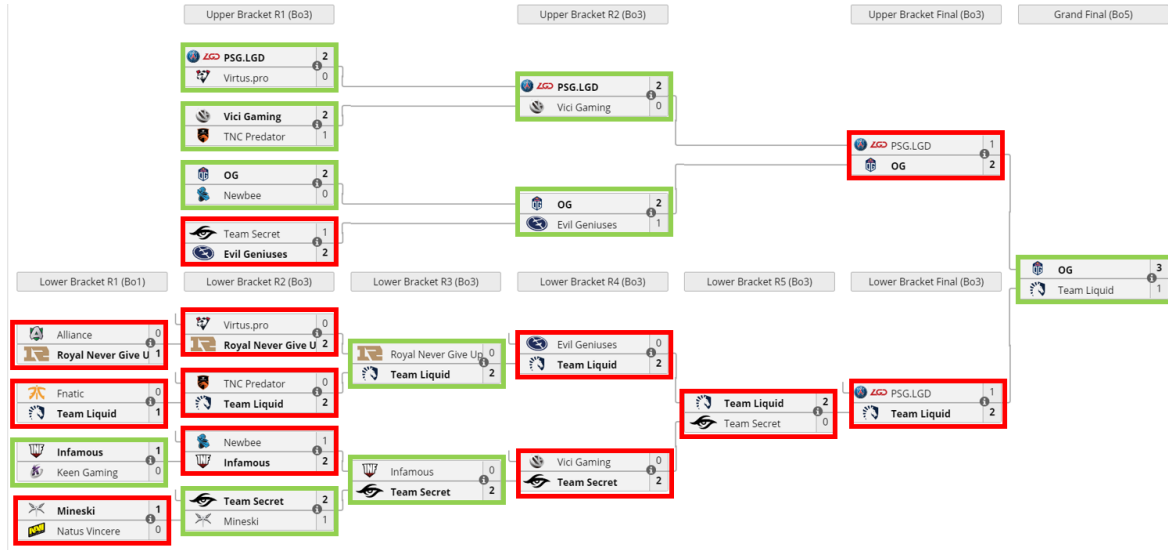 Upper Bracket R1 (Bo3)
Upper Bracket R2 (Bo3)
Upper Bracket Final (Bo3)
Grand Final (Bo5)
LGD PSG.LGD 2
Virtus.pro 0
Vici Gaming 2
TNC Predator 1
OG 2
Newbee 0
Team Secret 1
Evil Geniuses 2
LGD PSG.LGD 2
Vici Gaming 0
OG 2
Evil Geniuses 1
LGD PSG.LGD 1
OG 2
OG 3
Team Liquid 1
Lower Bracket R1 (Bo1)
Lower Bracket R2 (Bo3)
Lower Bracket R3 (Bo3)
Lower Bracket R4 (Bo3)
Lower Bracket R5 (Bo3)
Lower Bracket Final (Bo3)
Alliance 0
Royal Never Give U 1
Fnatic 0
Team Liquid 1
INF Infamous 1
Keen Gaming 0
Mineski 1
Natus Vincere 0
Virtus.pro 0
Royal Never Give U 2
TNC Predator 0
Team Liquid 2
Newbee 1
INF Infamous 2
Team Secret 2
Mineski 1
Royal Never Give Up 0
Team Liquid 2
INF Infamous 0
Team Secret 2
Evil Geniuses 0
Team Liquid 2
Vici Gaming 0
Team Secret 2
Team Liquid 2
Team Secret 0
LGD PSG.LGD 1
Team Liquid 2